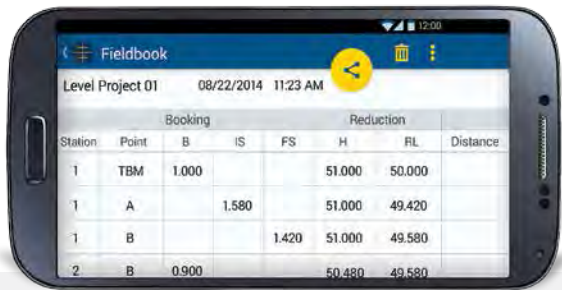 12:00
Fieldbook
Level Project 01 08/22/2014 11:23 AM
Booking Reduction
Station Point B IS FS H RL Distance
1 TBM 1.000 51.000 50.000
1 A 1.580 51.000 49.420
1 B 1.420 51.000 49.580
2 B 0.900 50.480 49.580